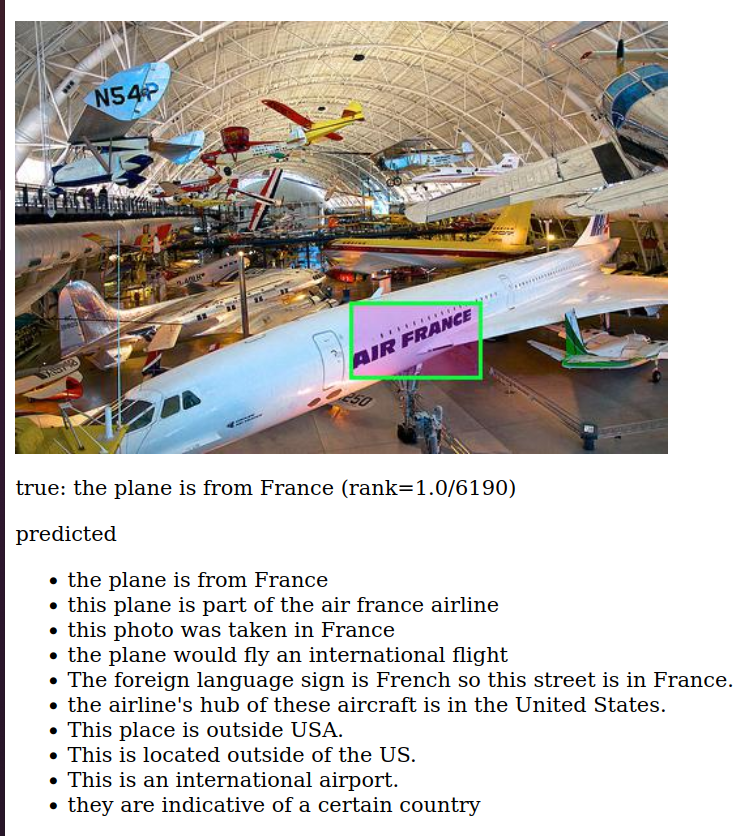 N54P
AIR FRANCE
true: the plane is from France (rank=1.0/6190)
predicted
the plane is from France
this plane is part of the air france airline
this photo was taken in France
the plane would fly an international flight
The foreign language sign is French so this street is in France.
the airline's hub of these aircraft is in the United States.
This place is outside USA.
This is located outside of the US.
This is an international airport.
they are indicative of a certain country